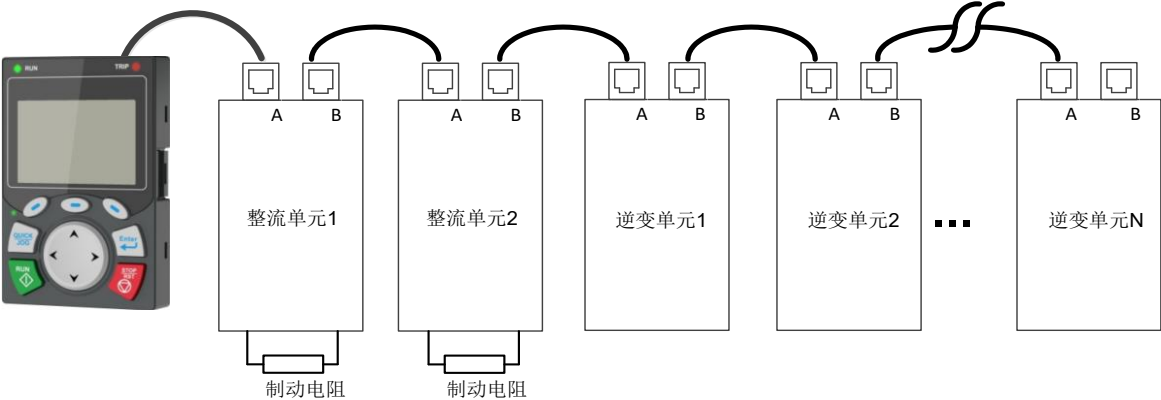 RUN TRIP
A B A B A B A B A B
整流单元1 整流单元2 逆变单元1 逆变单元2 ... 逆变单元N
QUICK JOG Enter
RUN STOP RST
制动电阻 制动电阻